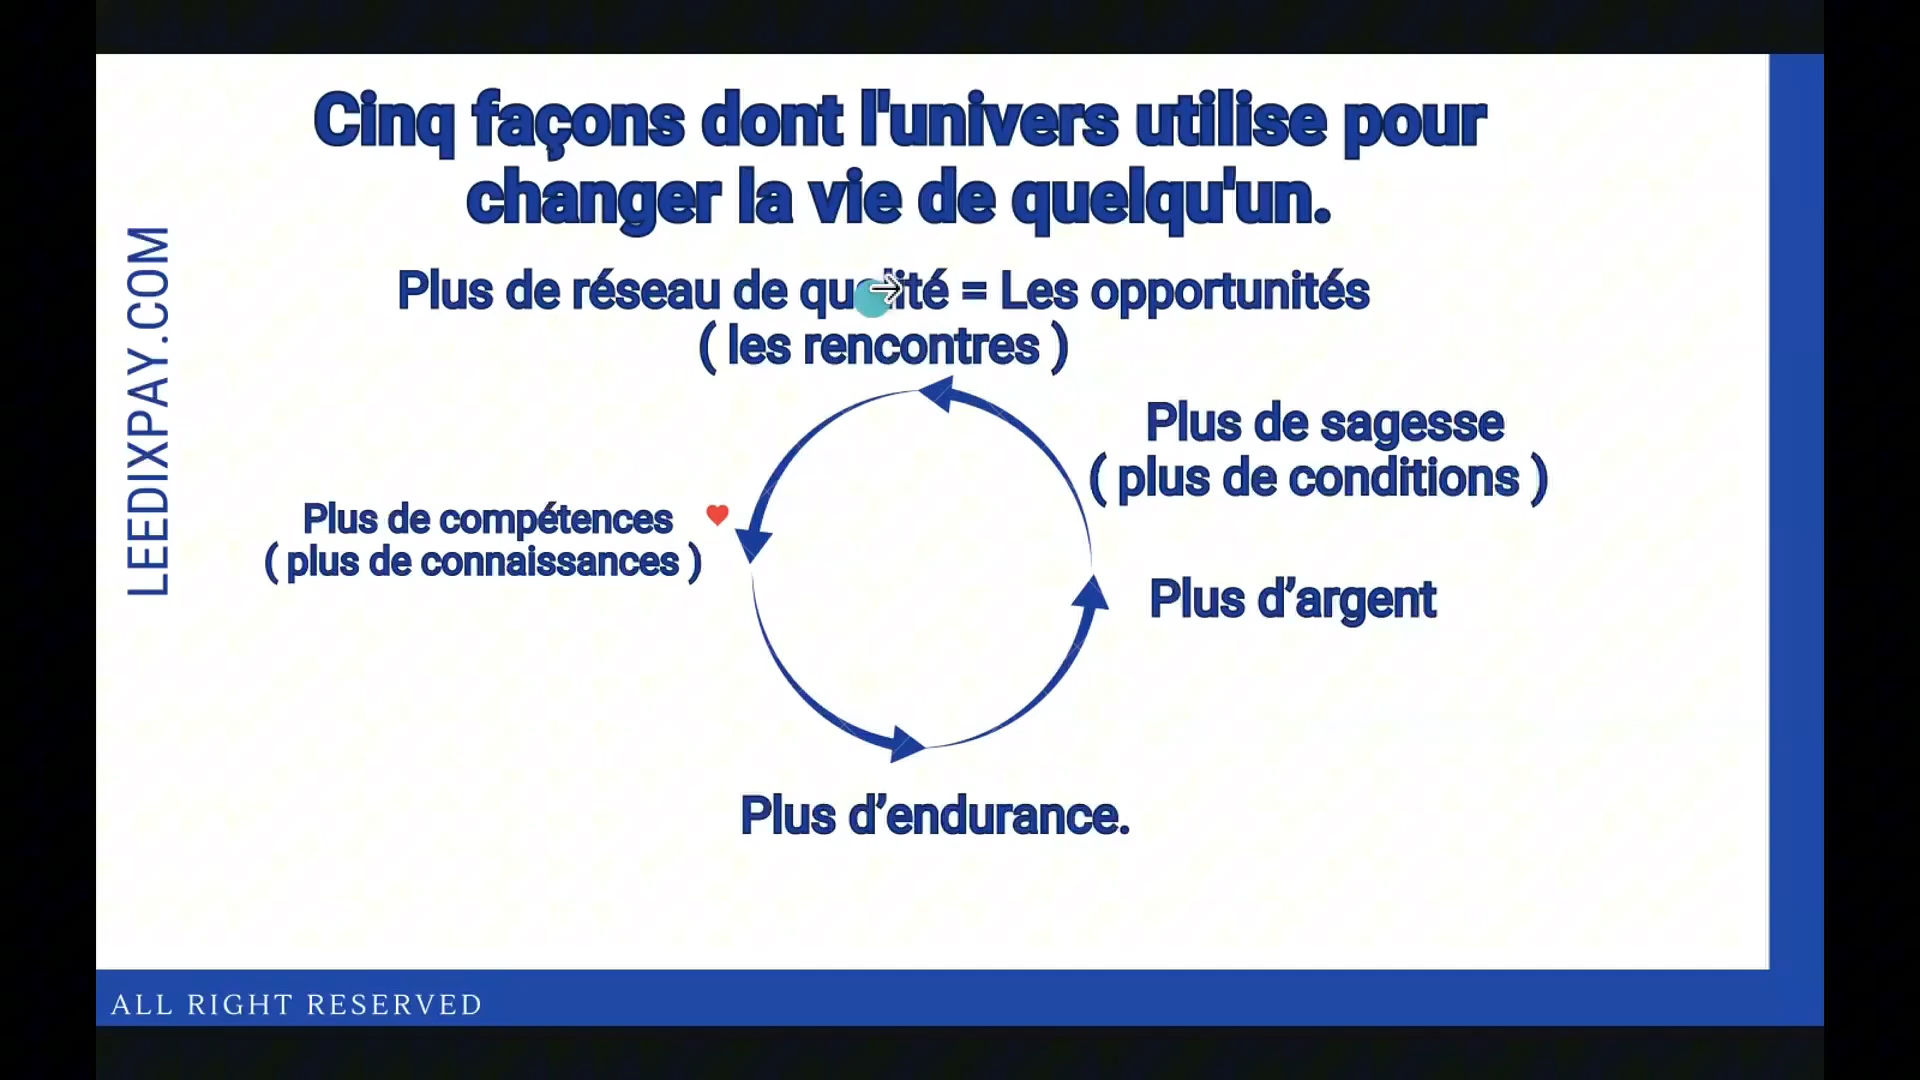 Cinq façons dont l'univers utilise pour
changer la vie de quelqu'un.
Plus de réseau de qualité = Les opportunités
( les rencontres )
Plus de sagesse
( plus de conditions )
Plus de compétences
( plus de connaissances )
Plus d’argent
Plus d’endurance.
LEEDIXPAY.COM
ALL RIGHT RESERVED